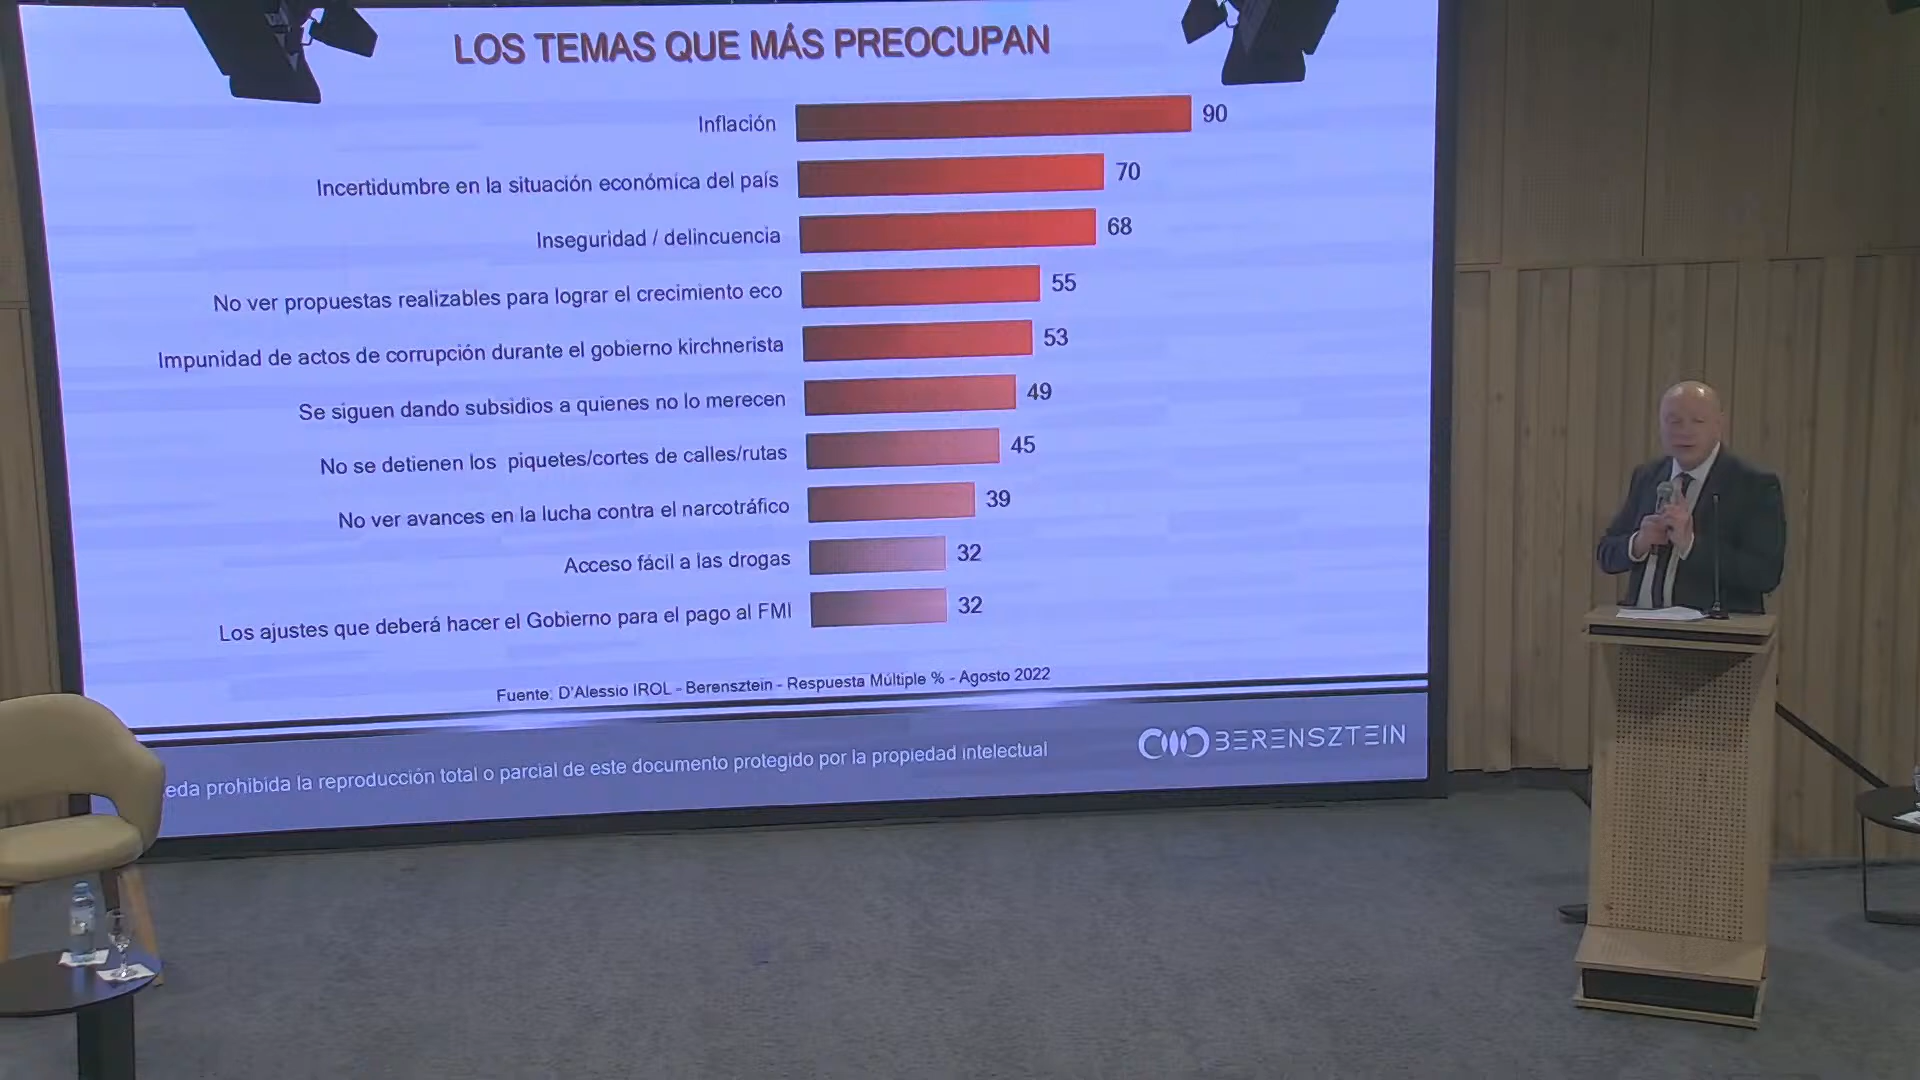 LOS TEMAS QUE MÁS PREOCUPAN
Inflación 90
Incertidumbre en la situación económica del país 70
Inseguridad / delincuencia 68
No ver propuestas realizables para lograr el crecimiento eco 55
Impunidad de actos de corrupción durante el gobierno kirchnerista 53
Se siguen dando subsidios a quienes no lo merecen 49
No se detienen los piquetes/cortes de calles/rutas 45
No ver avances en la lucha contra el narcotráfico 39
Acceso fácil a las drogas 32
Los ajustes que deberá hacer el Gobierno para el pago al FMI 32
Fuente: D'Alessio IROL - Berensztein - Respuesta Múltiple % - Agosto 2022
eda prohibida la reproducción total o parcial de este documento protegido por la propiedad intelectual
BERENSZTEIN